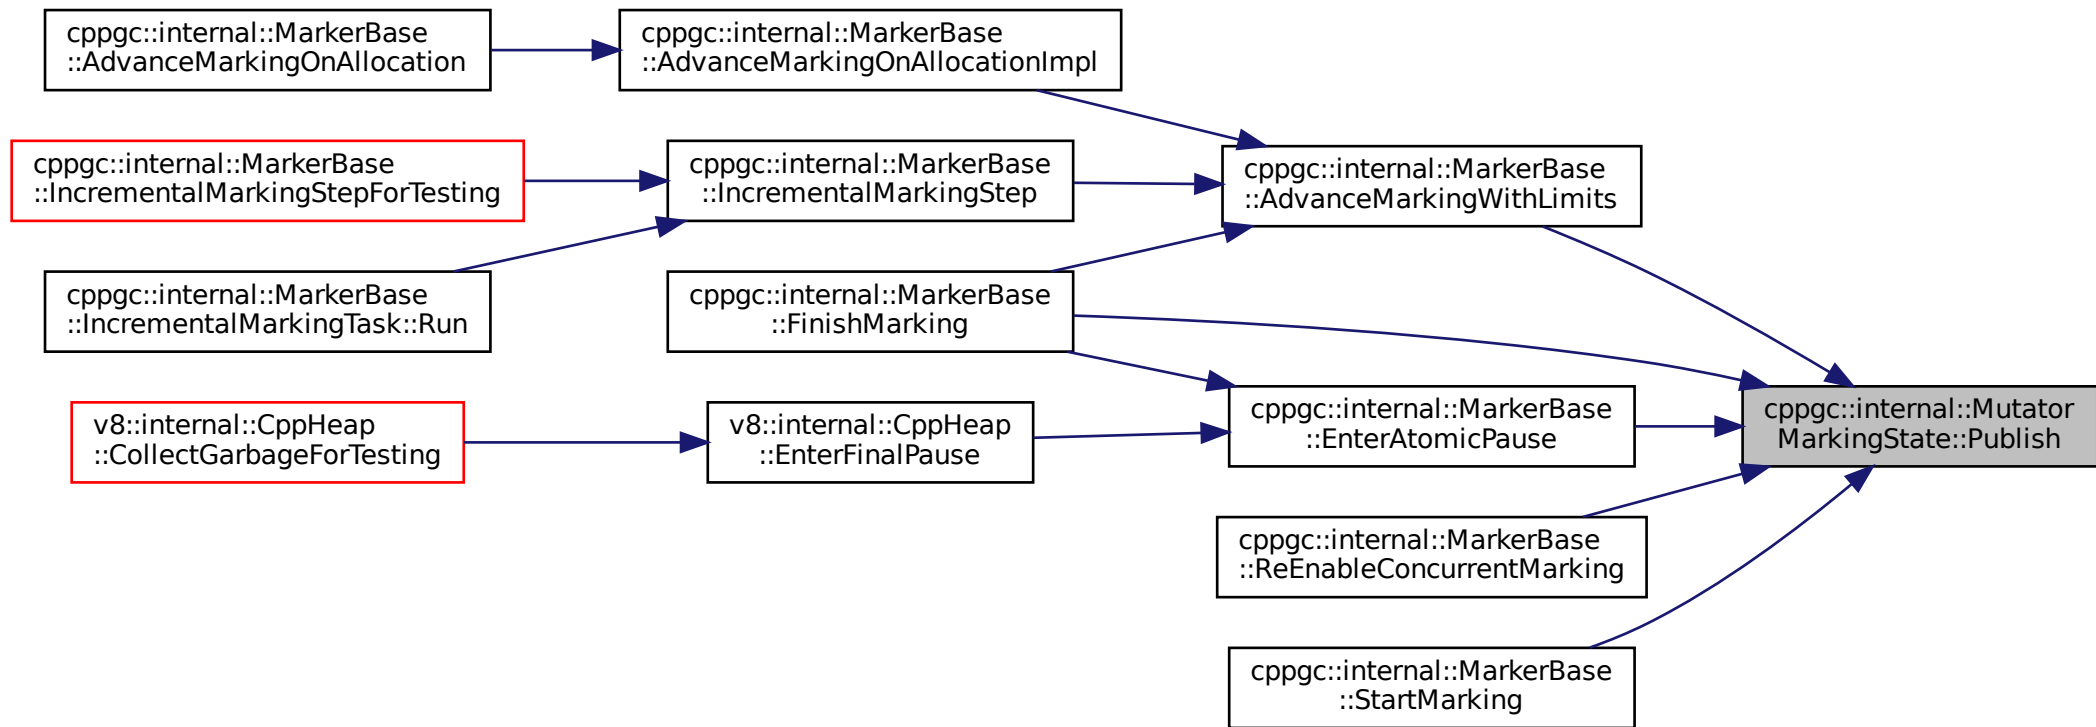 cppgc::internal::MarkerBase
::AdvanceMarkingOnAllocation
cppgc::internal::MarkerBase
::AdvanceMarkingOnAllocationImpl
cppgc::internal::MarkerBase
::IncrementalMarkingStepForTesting
cppgc::internal::MarkerBase
::IncrementalMarkingStep
cppgc::internal::MarkerBase
::AdvanceMarkingWithLimits
cppgc::internal::MarkerBase
::IncrementalMarkingTask::Run
cppgc::internal::MarkerBase
::FinishMarking
v8::internal::CppHeap
::CollectGarbageForTesting
v8::internal::CppHeap
::EnterFinalPause
cppgc::internal::MarkerBase
::EnterAtomicPause
cppgc::internal::Mutator
MarkingState::Publish
cppgc::internal::MarkerBase
::ReEnableConcurrentMarking
cppgc::internal::MarkerBase
::StartMarking